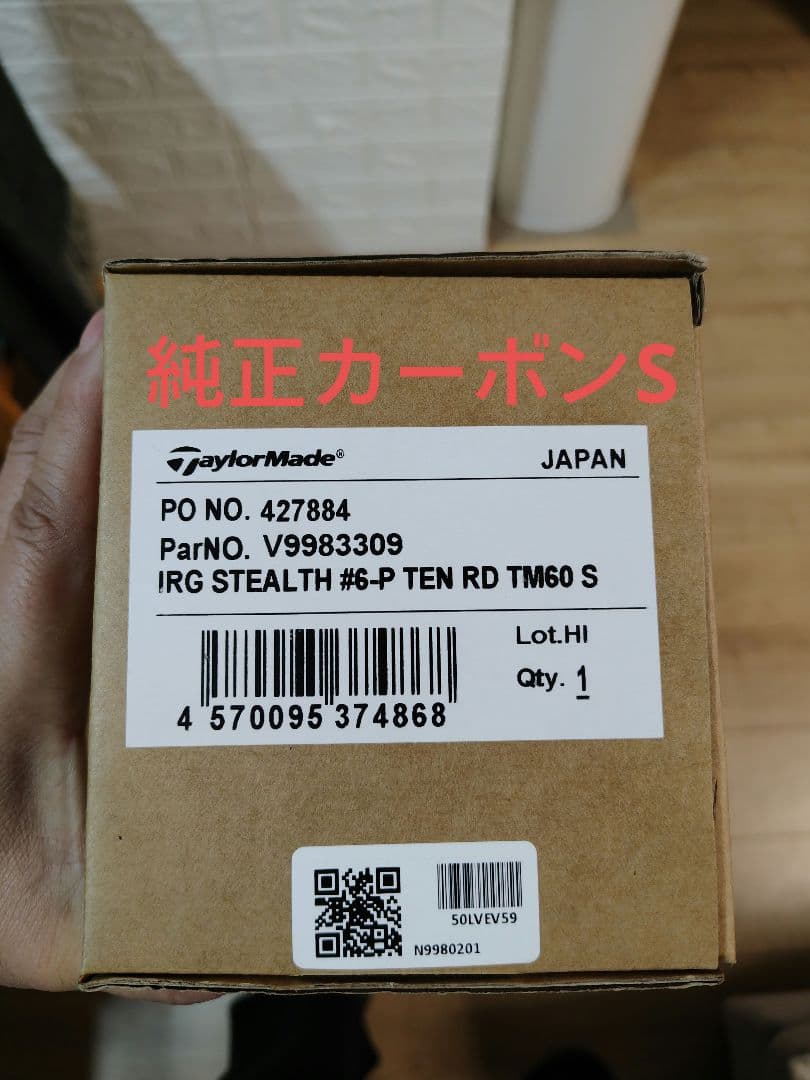 純正カーボンS
TaylorMade®
JAPAN
PO NO. 427884
ParNO. V9983309
IRG STEALTH #6-P TEN RD TM60 S
Lot.HI
Qty. 1
4 570095 374868
50LVEV59
N9980201